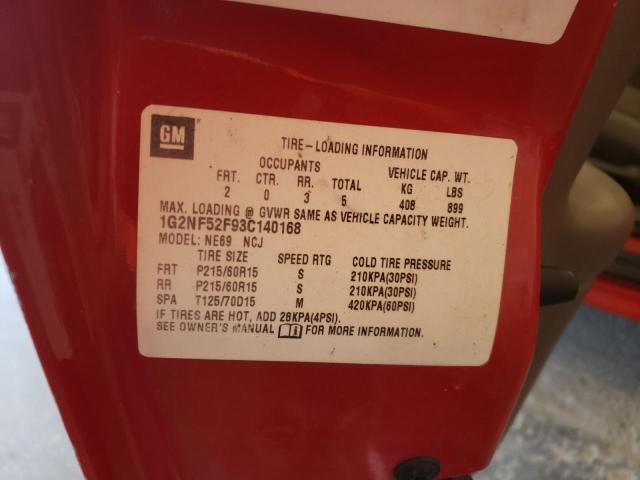 GM
TIRE-LOADING INFORMATION
OCCUPANTS VEHICLE CAP. WT.
FRT. CTR. RR. TOTAL KG LBS
2 0 3 5 408 899
MAX. LOADING @ GVWR SAME AS VEHICLE CAPACITY WEIGHT.
1G2NF52F93C140168
MODEL: NE69 NCJ
TIRE SIZE SPEED RTG COLD TIRE PRESSURE
FRT P215/60R15 S 210KPA(30PSI)
RR P215/60R15 S 210KPA(30PSI)
SPA T125/70D15 M 420KPA(60PSI)
IF TIRES ARE HOT, ADD 28KPA(4PSI).
SEE OWNER'S MANUAL FOR MORE INFORMATION.